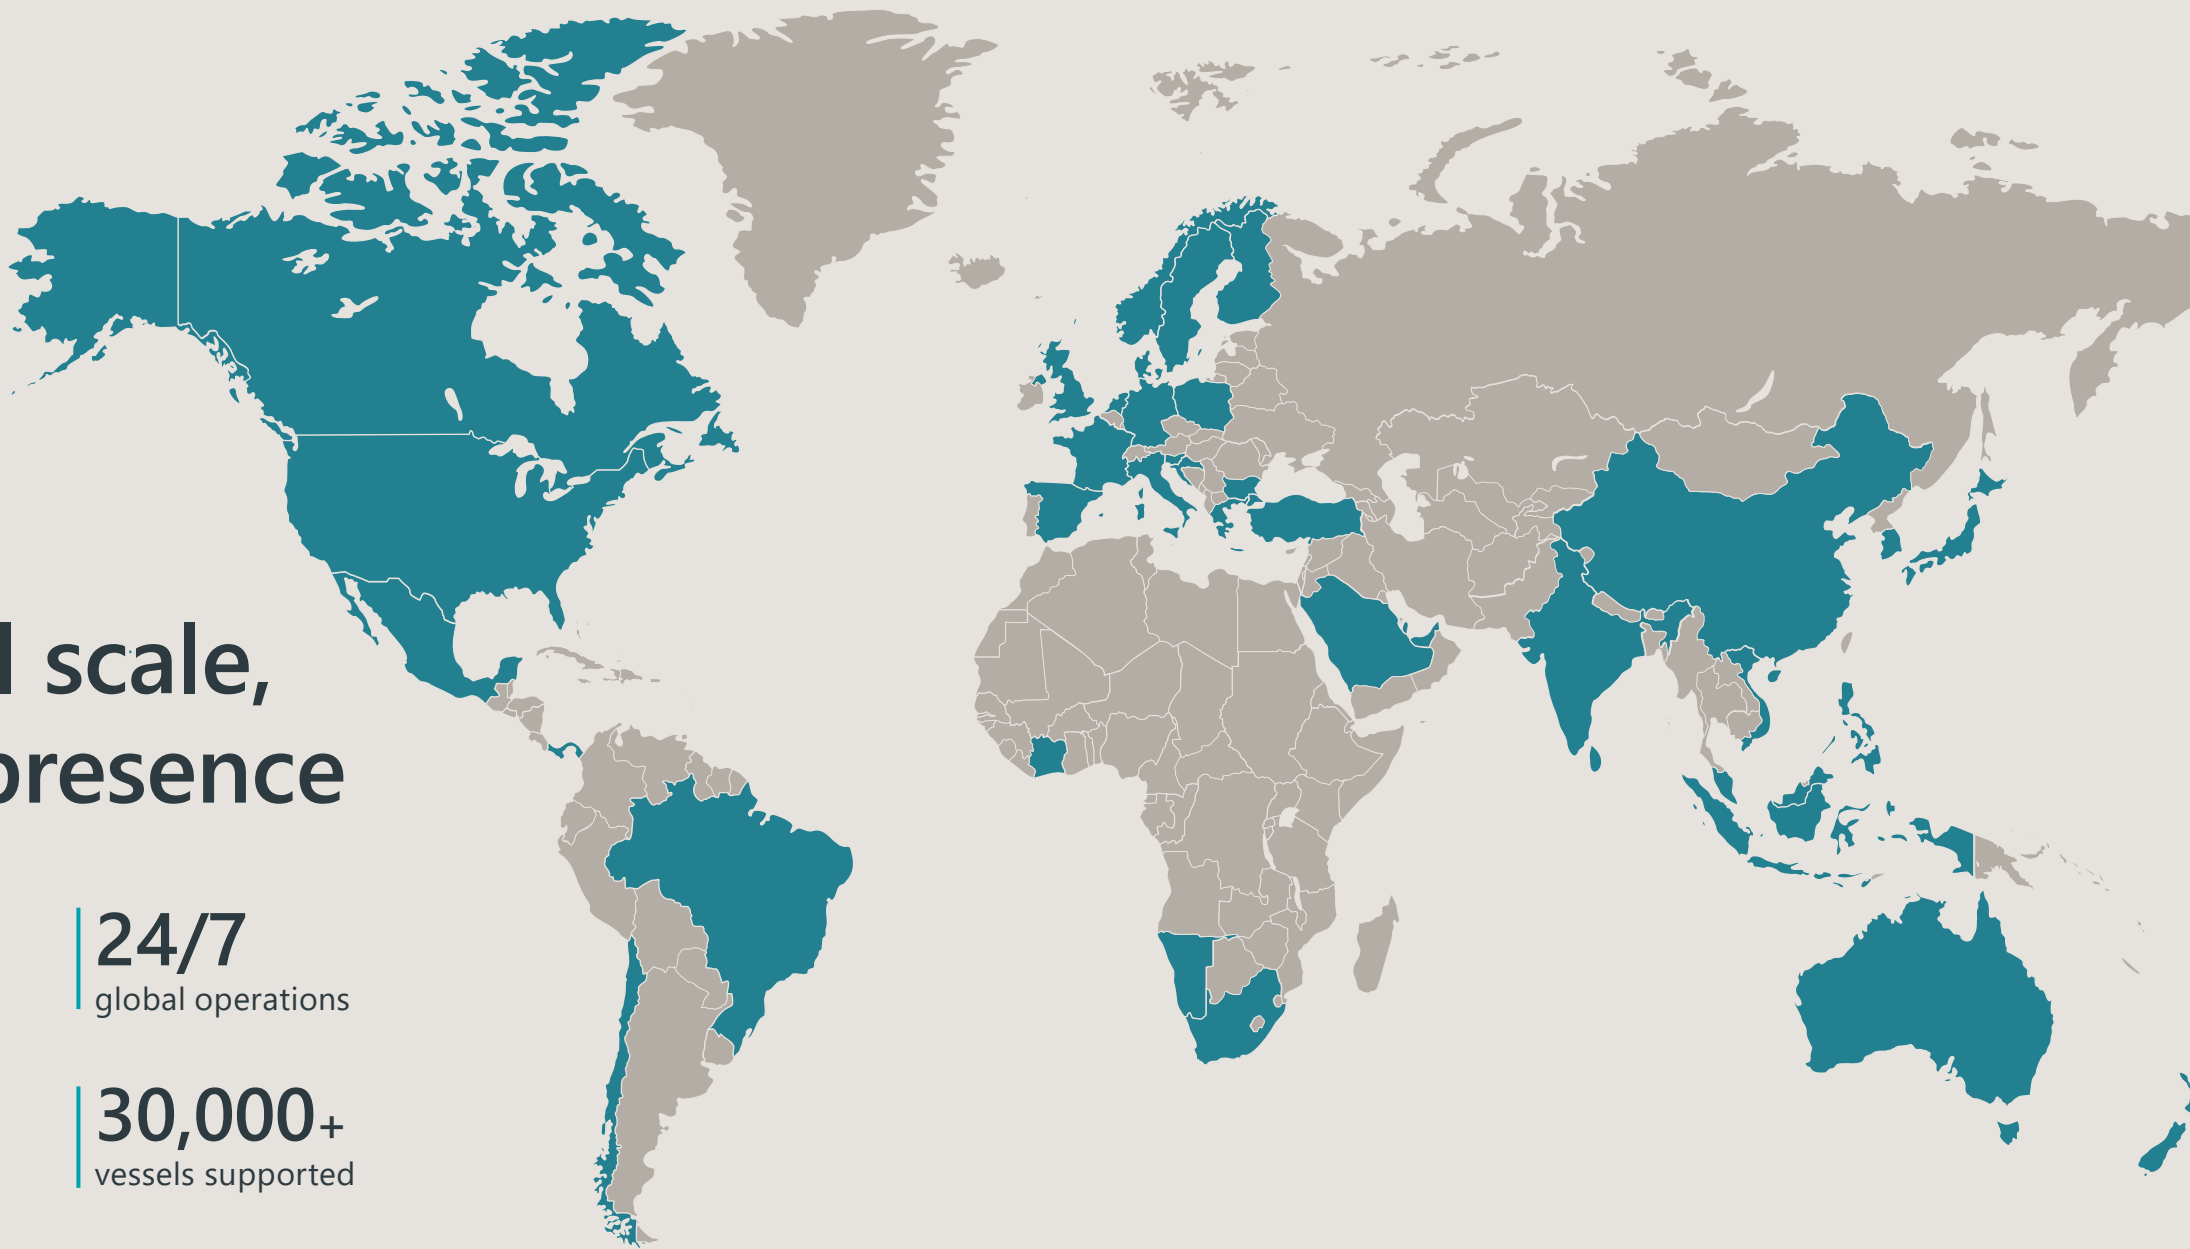 scale,
presence
24/7
global operations
30,000+
vessels supported